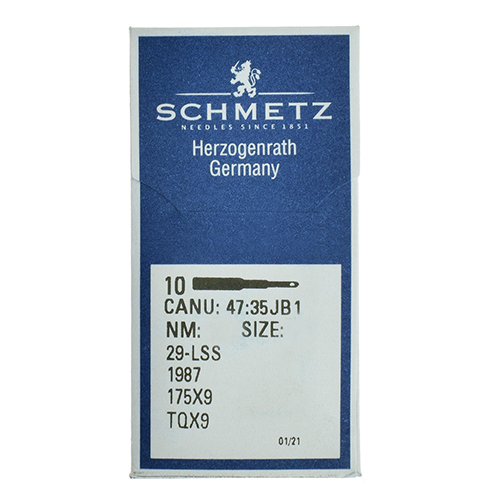 SCHMETZ
NEEDLES SINCE 1851
Herzogenrath
Germany
10
CANU: 47:35JB1
NM: SIZE:
29-LSS
1987
175X9
TQX9
01/21